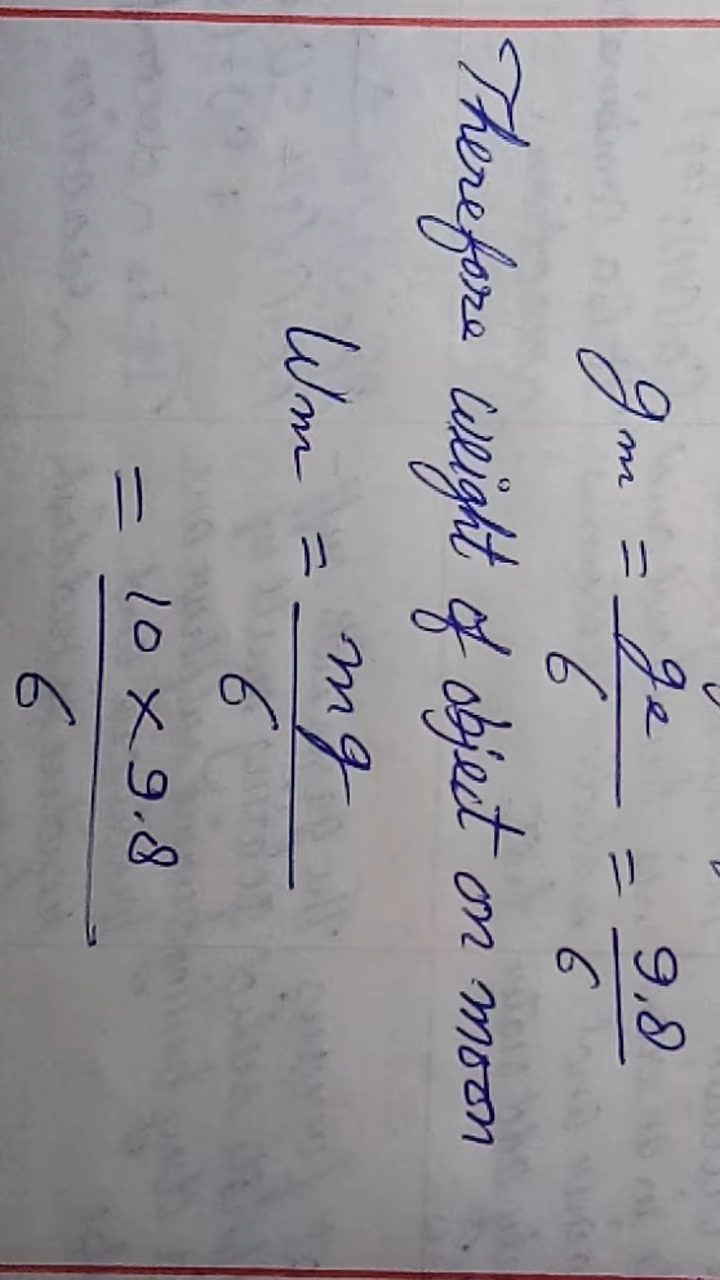 gm = ge/6 = 9.8/6
Therefore weight of object on moon
Wm = mg/6
= 10 × 9.8/6